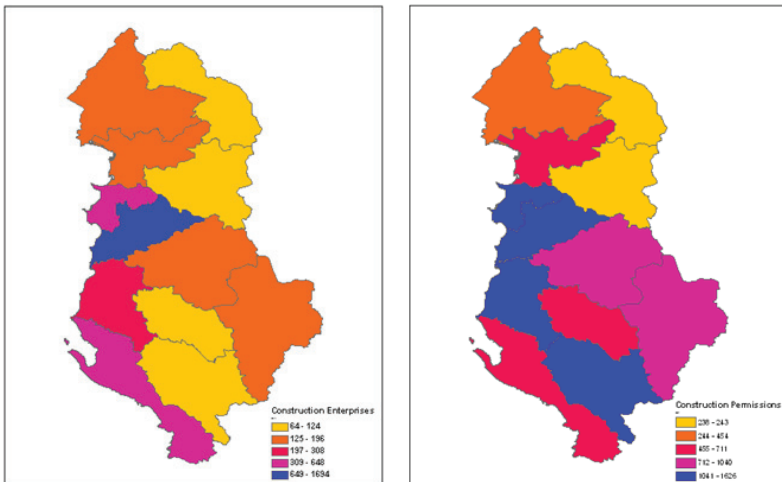 Construction Enterprises
64 - 124
125 - 196
197 - 308
309 - 648
649 - 1694
Construction Permissions
238 - 243
244 - 454
455 - 711
712 - 1040
1041 - 1626